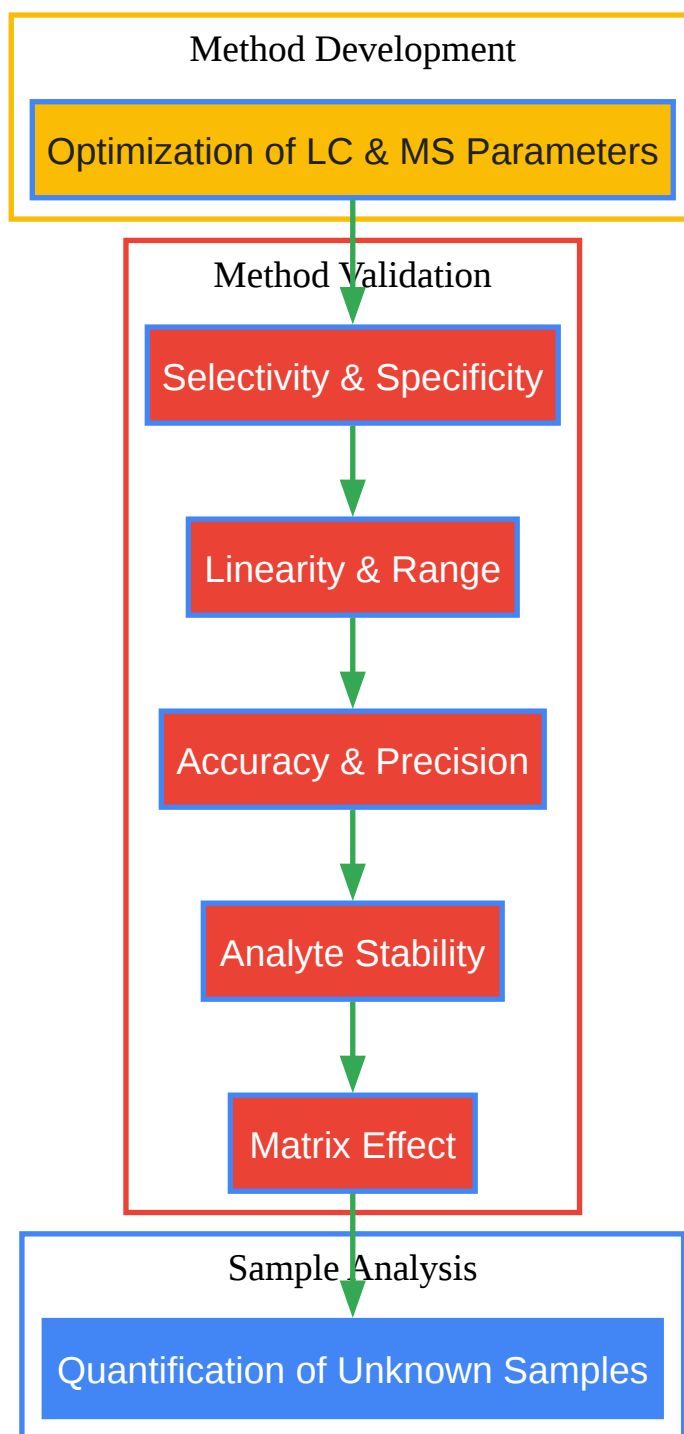 Method Development
Optimization of LC & MS Parameters
Method Validation
Selectivity & Specificity
Linearity & Range
Accuracy & Precision
Analyte Stability
Matrix Effect
Sample Analysis
Quantification of Unknown Samples